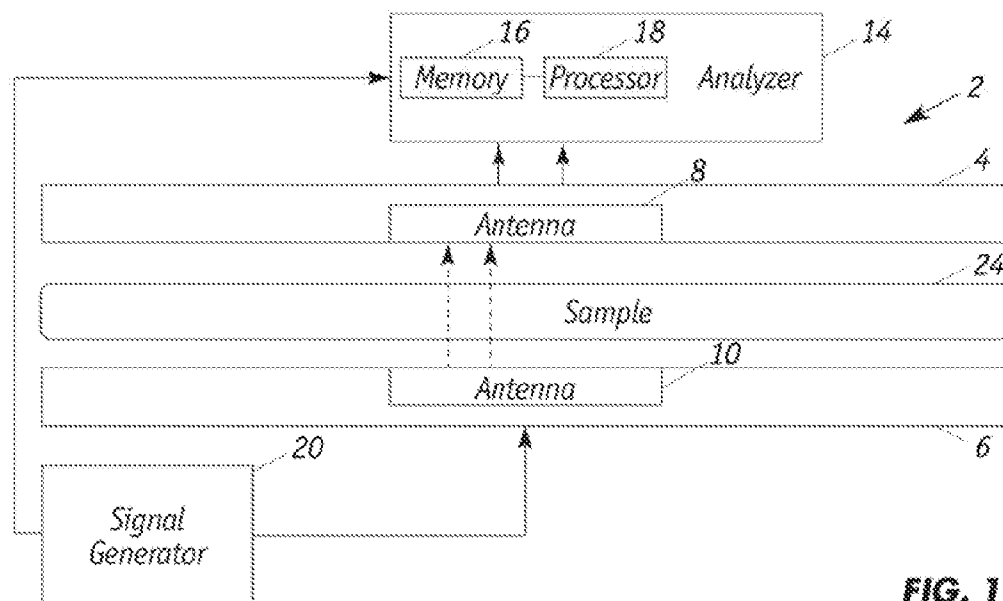 16
18
14
Memory
Processor
Analyzer
2
4
8
Antenna
24
Sample
10
Antenna
6
20
Signal
Generator
FIG. 1